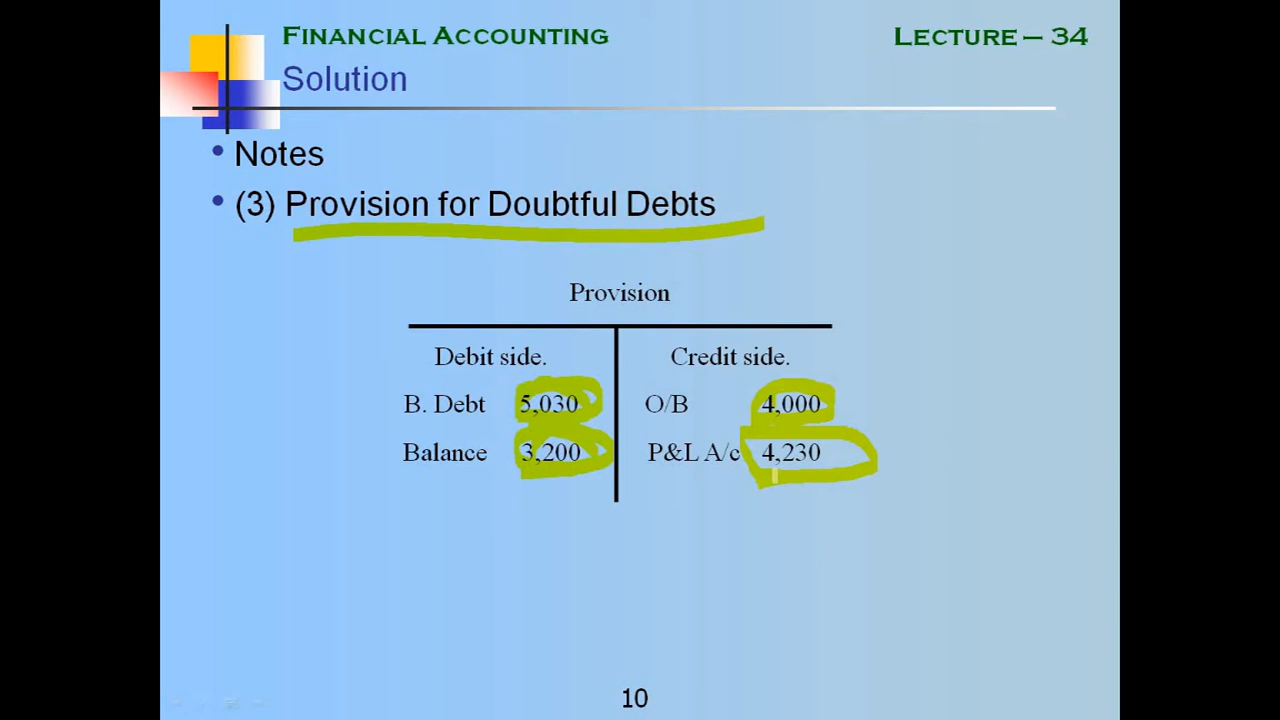 FINANCIAL ACCOUNTING LECTURE – 34
Solution
• Notes
• (3) Provision for Doubtful Debts
Provision
Debit side. Credit side.
B. Debt 5,030 O/B 4,000
Balance 3,200 P&L A/c 4,230
10